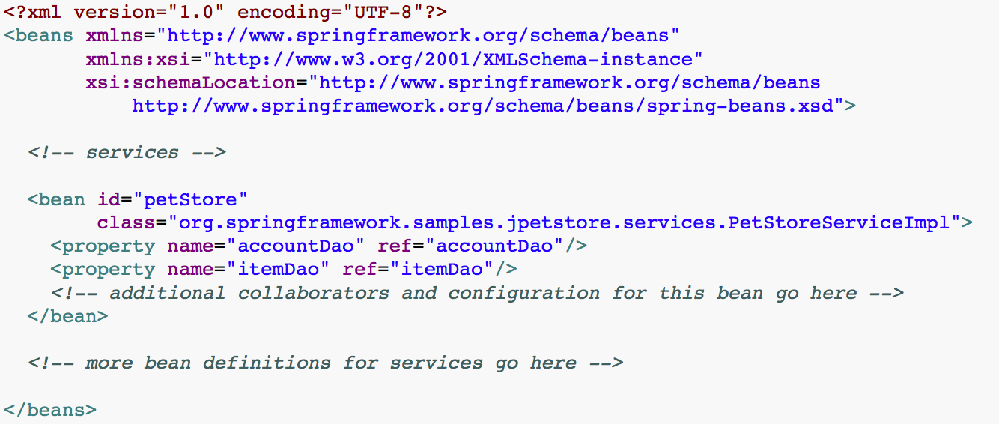 <?xml version="1.0" encoding="UTF-8"?>
<beans xmlns="http://www.springframework.org/schema/beans"
       xmlns:xsi="http://www.w3.org/2001/XMLSchema-instance"
       xsi:schemaLocation="http://www.springframework.org/schema/beans
           http://www.springframework.org/schema/beans/spring-beans.xsd">

  <!-- services -->

  <bean id="petStore"
        class="org.springframework.samples.jpetstore.services.PetStoreServiceImpl">
    <property name="accountDao" ref="accountDao"/>
    <property name="itemDao" ref="itemDao"/>
    <!-- additional collaborators and configuration for this bean go here -->
  </bean>

  <!-- more bean definitions for services go here -->

</beans>